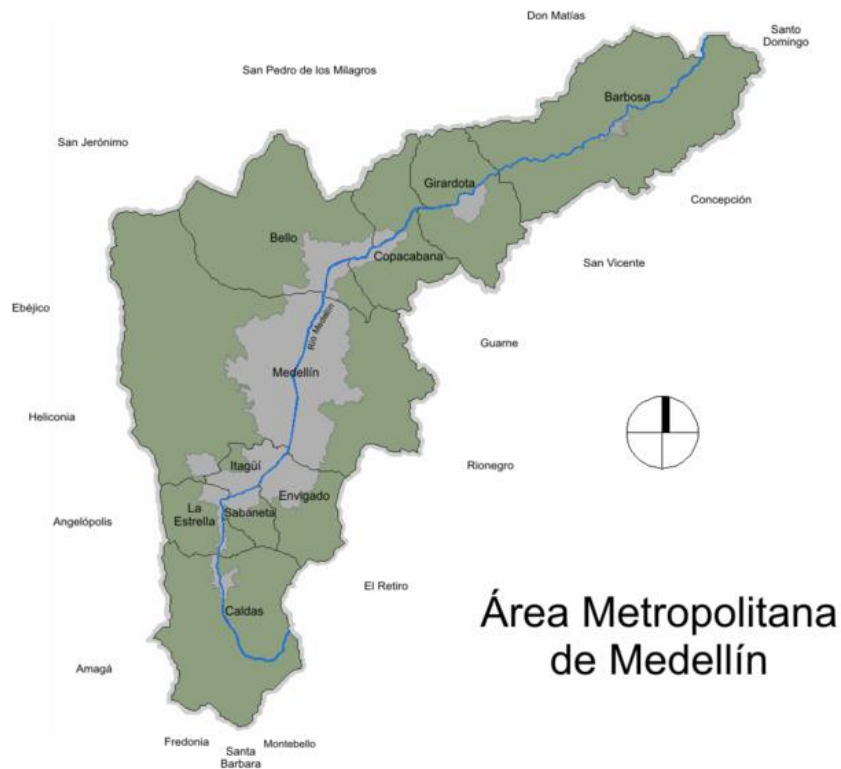 Don Matías
Santo
Domingo
San Pedro de los Milagros
Barbosa
San Jerónimo
Girardota
Concepción
Bello
Copacabana
San Vicente
Ebéjico
Río Medellín
Guarne
Medellín
Heliconia
Itagüí
Rionegro
Envigado
La
Estrella
Sabaneta
Angelópolis
El Retiro
Caldas
Área Metropolitana
de Medellín
Amagá
Fredonia
Santa
Barbara
Montebello